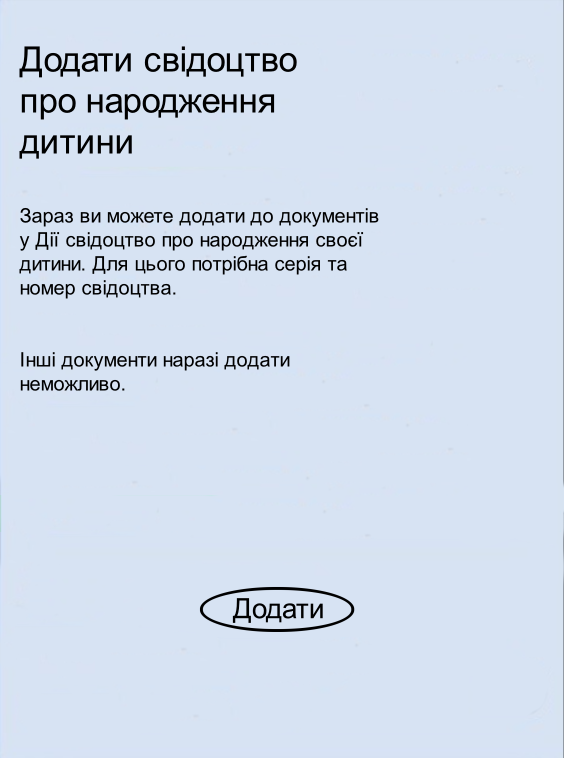 Додати свідоцтво
про народження
дитини
Зараз ви можете додати до документів
у Дії свідоцтво про народження своєї
дитини. Для цього потрібна серія та
номер свідоцтва.
Інші документи наразі додати
неможливо.
Додати